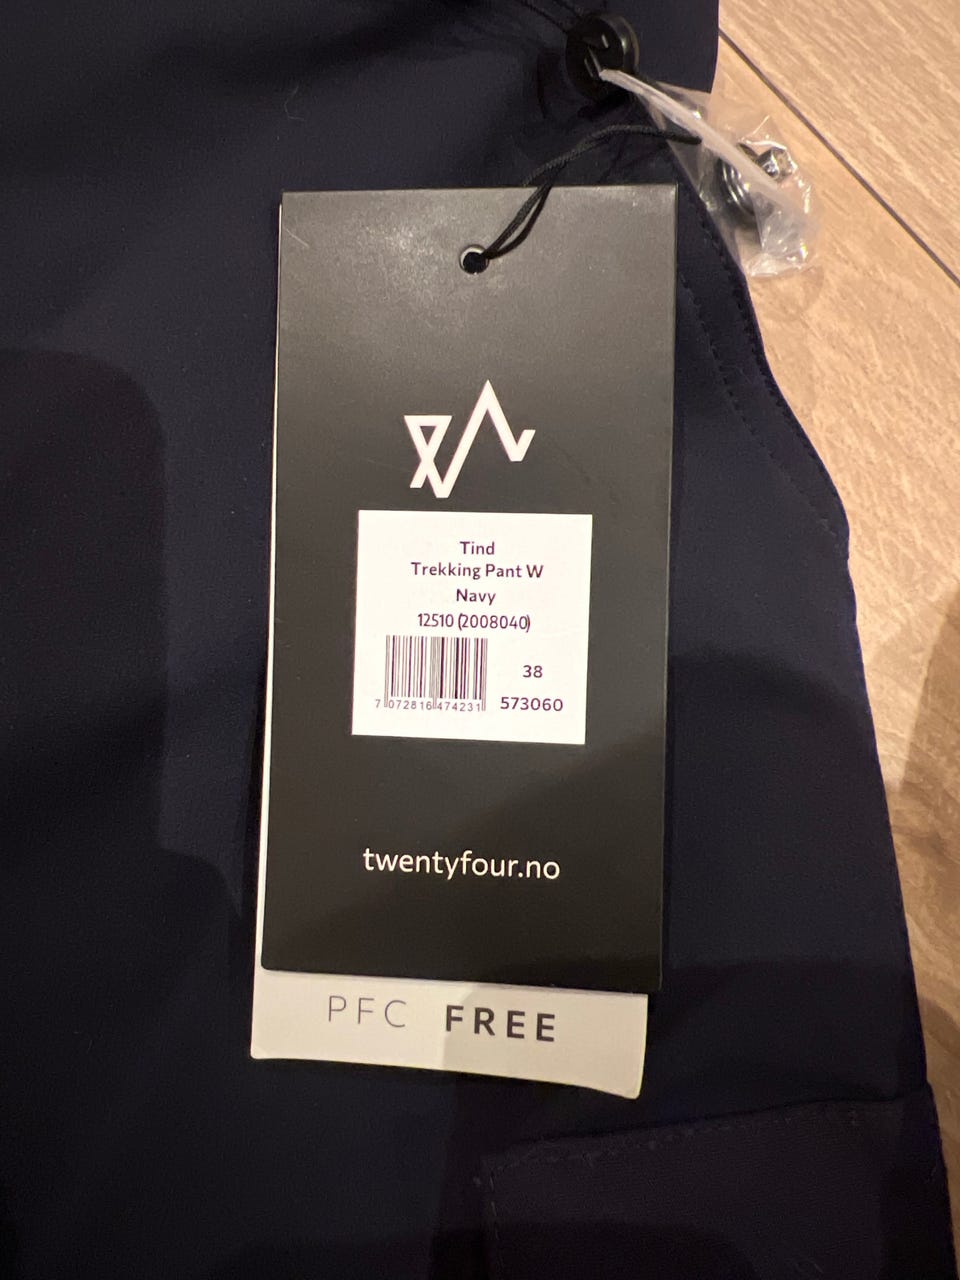 Tind
Trekking Pant W
Navy
12510 (2008040)
38
7 072816 474231
573060
twentyfour.no
PFC FREE